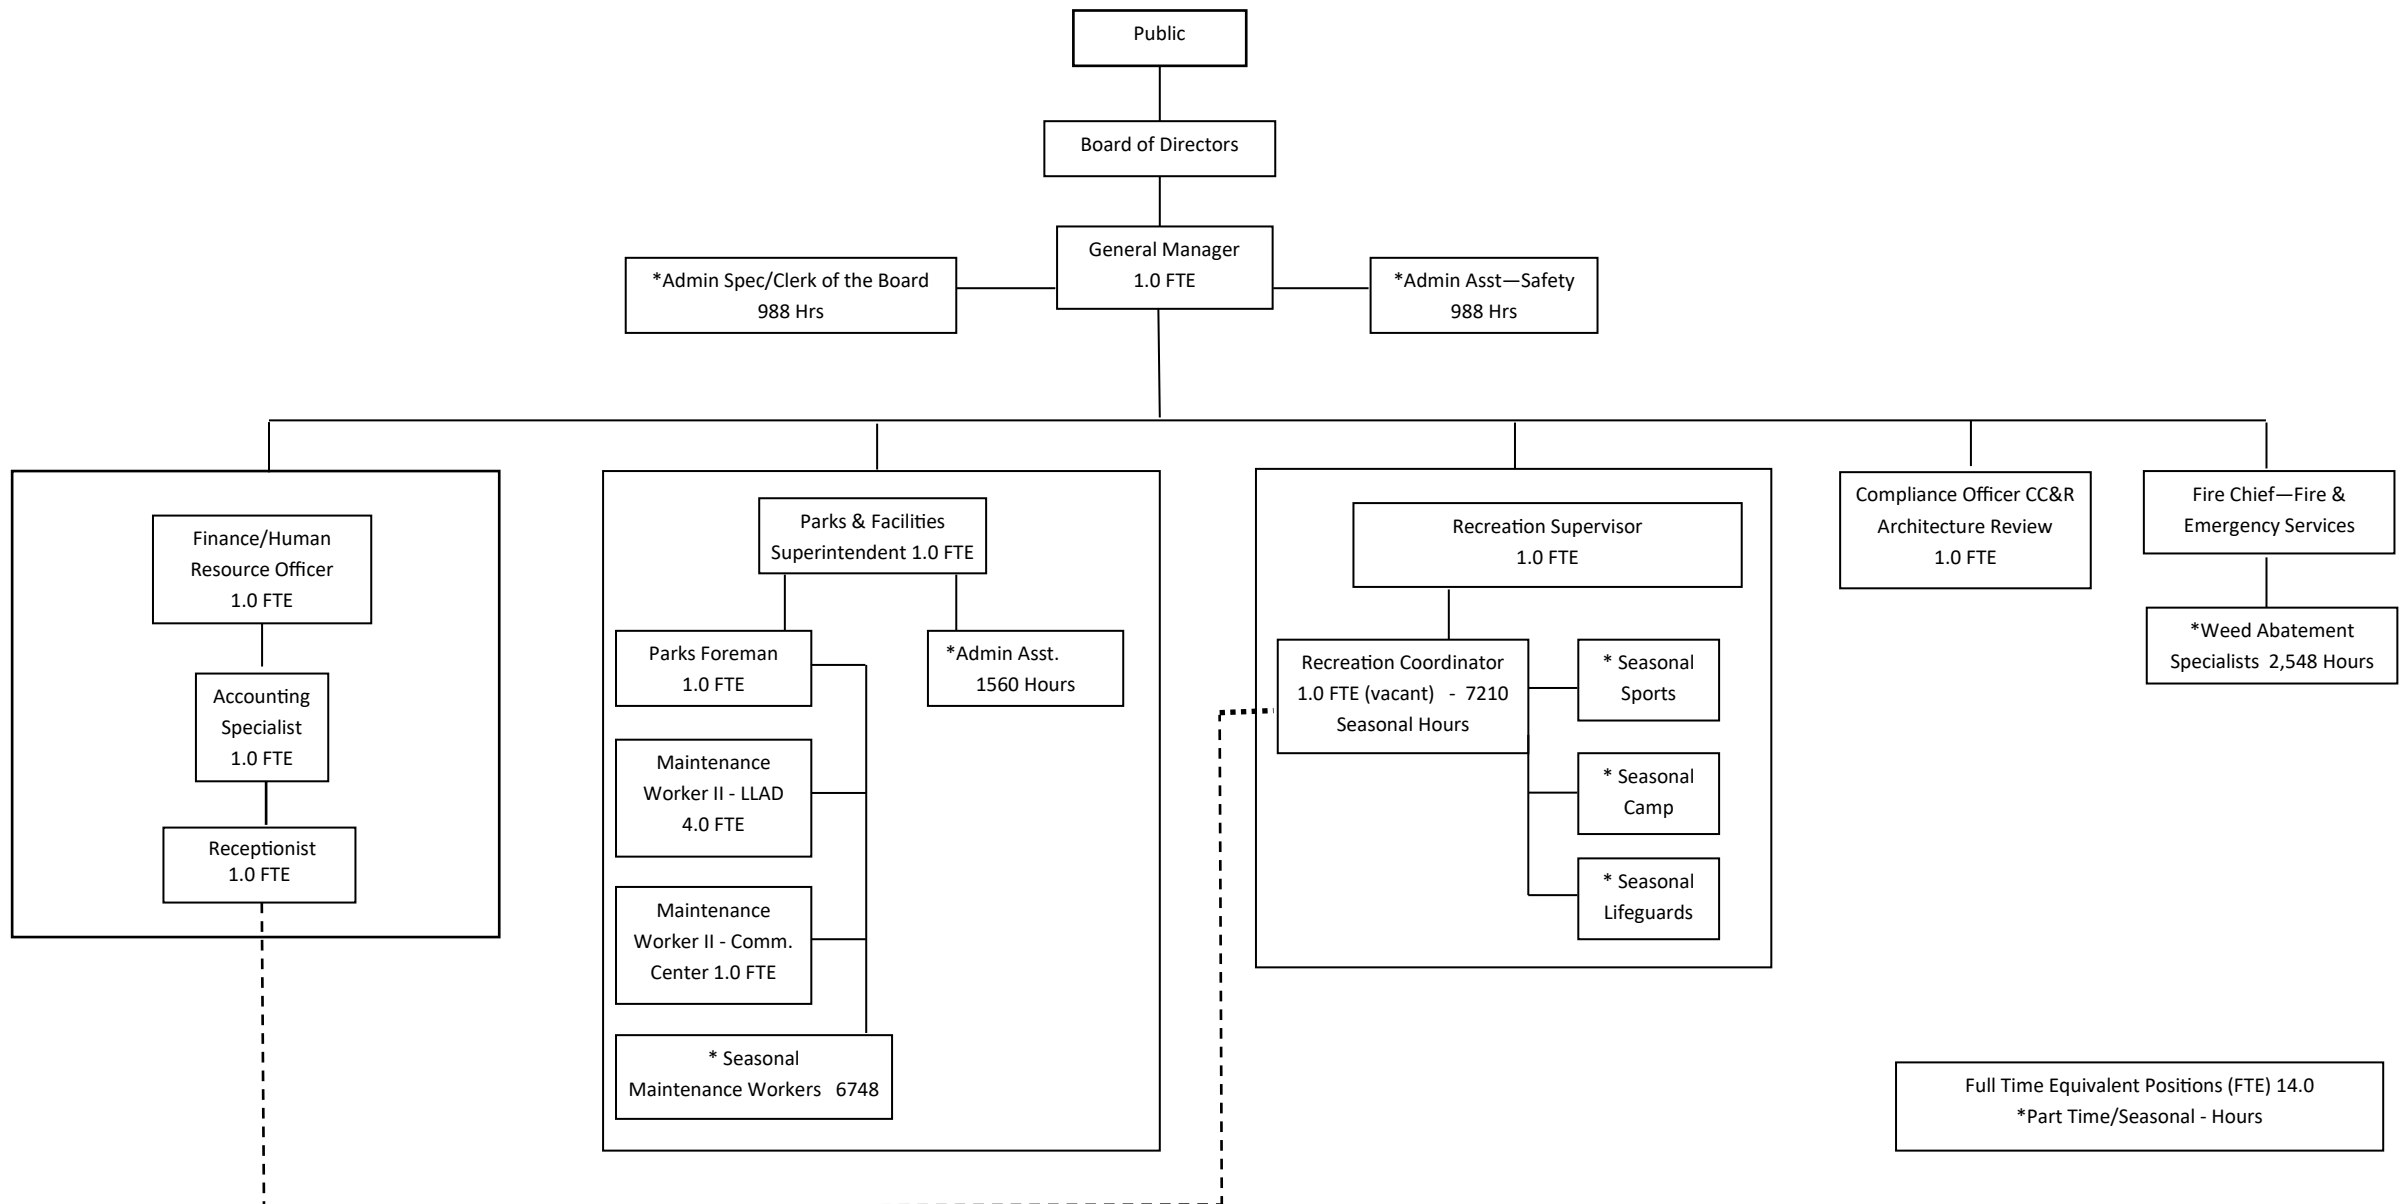 Public
Board of Directors
General Manager
1.0 FTE
*Admin Spec/Clerk of the Board
988 Hrs
*Admin Asst—Safety
988 Hrs
Finance/Human
Resource Officer
1.0 FTE
Accounting
Specialist
1.0 FTE
Receptionist
1.0 FTE
Parks & Facilities
Superintendent 1.0 FTE
Parks Foreman
1.0 FTE
*Admin Asst.
1560 Hours
Maintenance
Worker II - LLAD
4.0 FTE
Maintenance
Worker II - Comm.
Center 1.0 FTE
* Seasonal
Maintenance Workers 6748
Recreation Supervisor
1.0 FTE
Recreation Coordinator
1.0 FTE (vacant) - 7210
Seasonal Hours
* Seasonal
Sports
* Seasonal
Camp
* Seasonal
Lifeguards
Compliance Officer CC&R
Architecture Review
1.0 FTE
Fire Chief—Fire &
Emergency Services
*Weed Abatement
Specialists 2,548 Hours
Full Time Equivalent Positions (FTE) 14.0
*Part Time/Seasonal - Hours